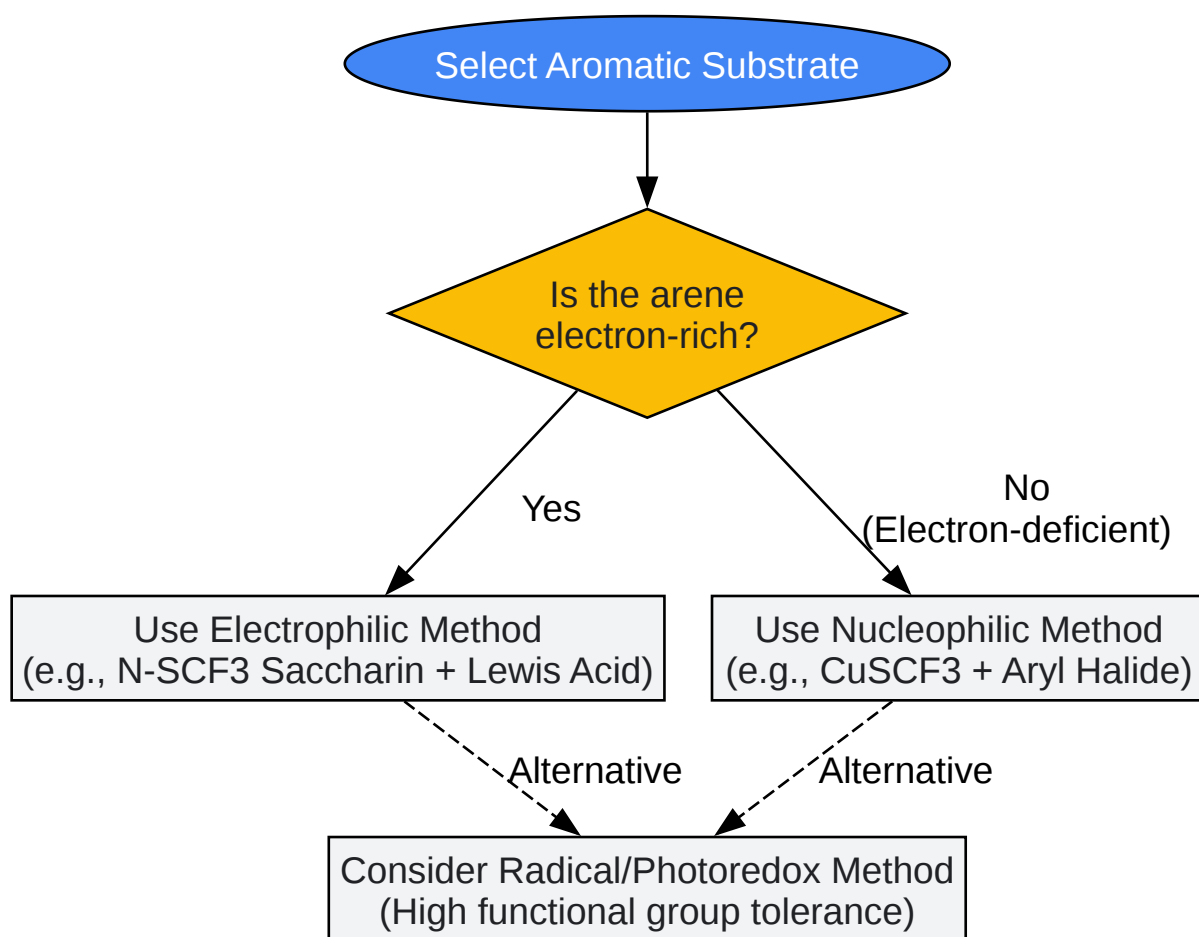 Select Aromatic Substrate
Is the arene
electron-rich?
Yes
No
(Electron-deficient)
Use Electrophilic Method
(e.g., N-SCF3 Saccharin + Lewis Acid)
Use Nucleophilic Method
(e.g., CuSCF3 + Aryl Halide)
Alternative
Alternative
Consider Radical/Photoredox Method
(High functional group tolerance)